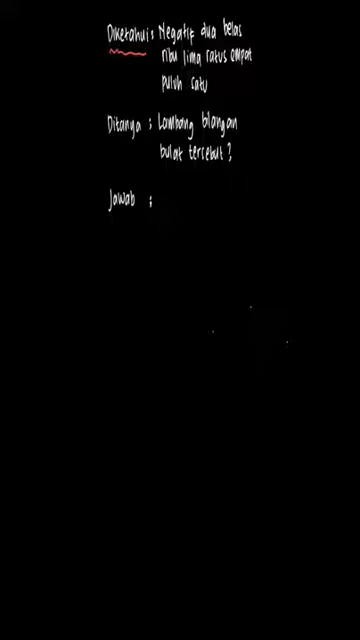 Diketahui : Negatif dua belas
ribu lima ratus empat
puluh satu
Ditanya : Lambang bilangan
bulat tersebut ?
Jawab :